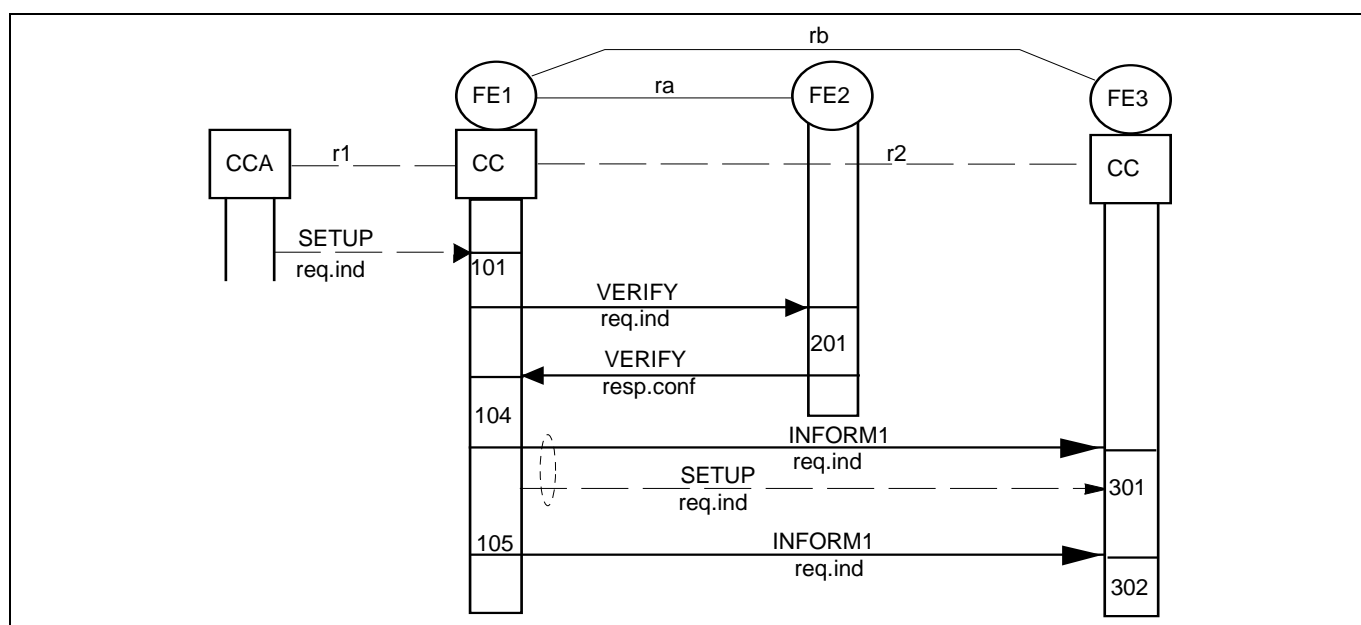 rb
FE1
ra
FE2
FE3
CCA
r1
CC
r2
CC
SETUP
req.ind
101
VERIFY
req.ind
201
VERIFY
resp.conf
104
INFORM1
req.ind
SETUP
req.ind
301
105
INFORM1
req.ind
302